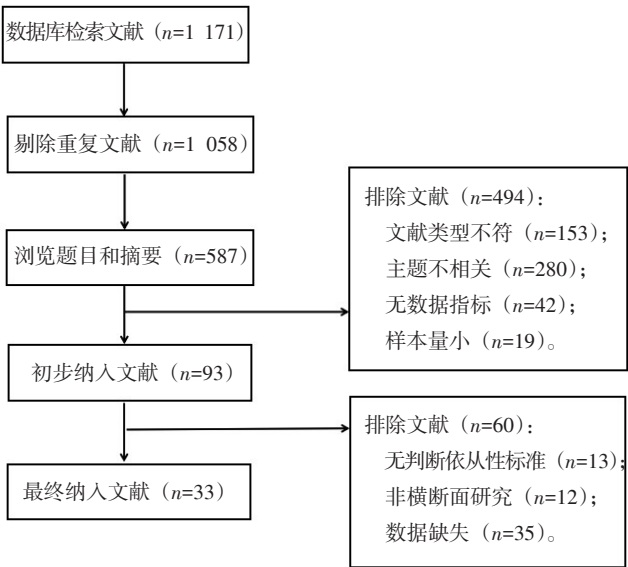 数据库检索文献（n=1 171）
剔除重复文献（n=1 058）
浏览题目和摘要（n=587）
排除文献（n=494）：
文献类型不符（n=153）；
主题不相关（n=280）；
无数据指标（n=42）；
样本量小（n=19）。
初步纳入文献（n=93）
排除文献（n=60）：
无判断依从性标准（n=13）；
非横断面研究（n=12）；
数据缺失（n=35）。
最终纳入文献（n=33）